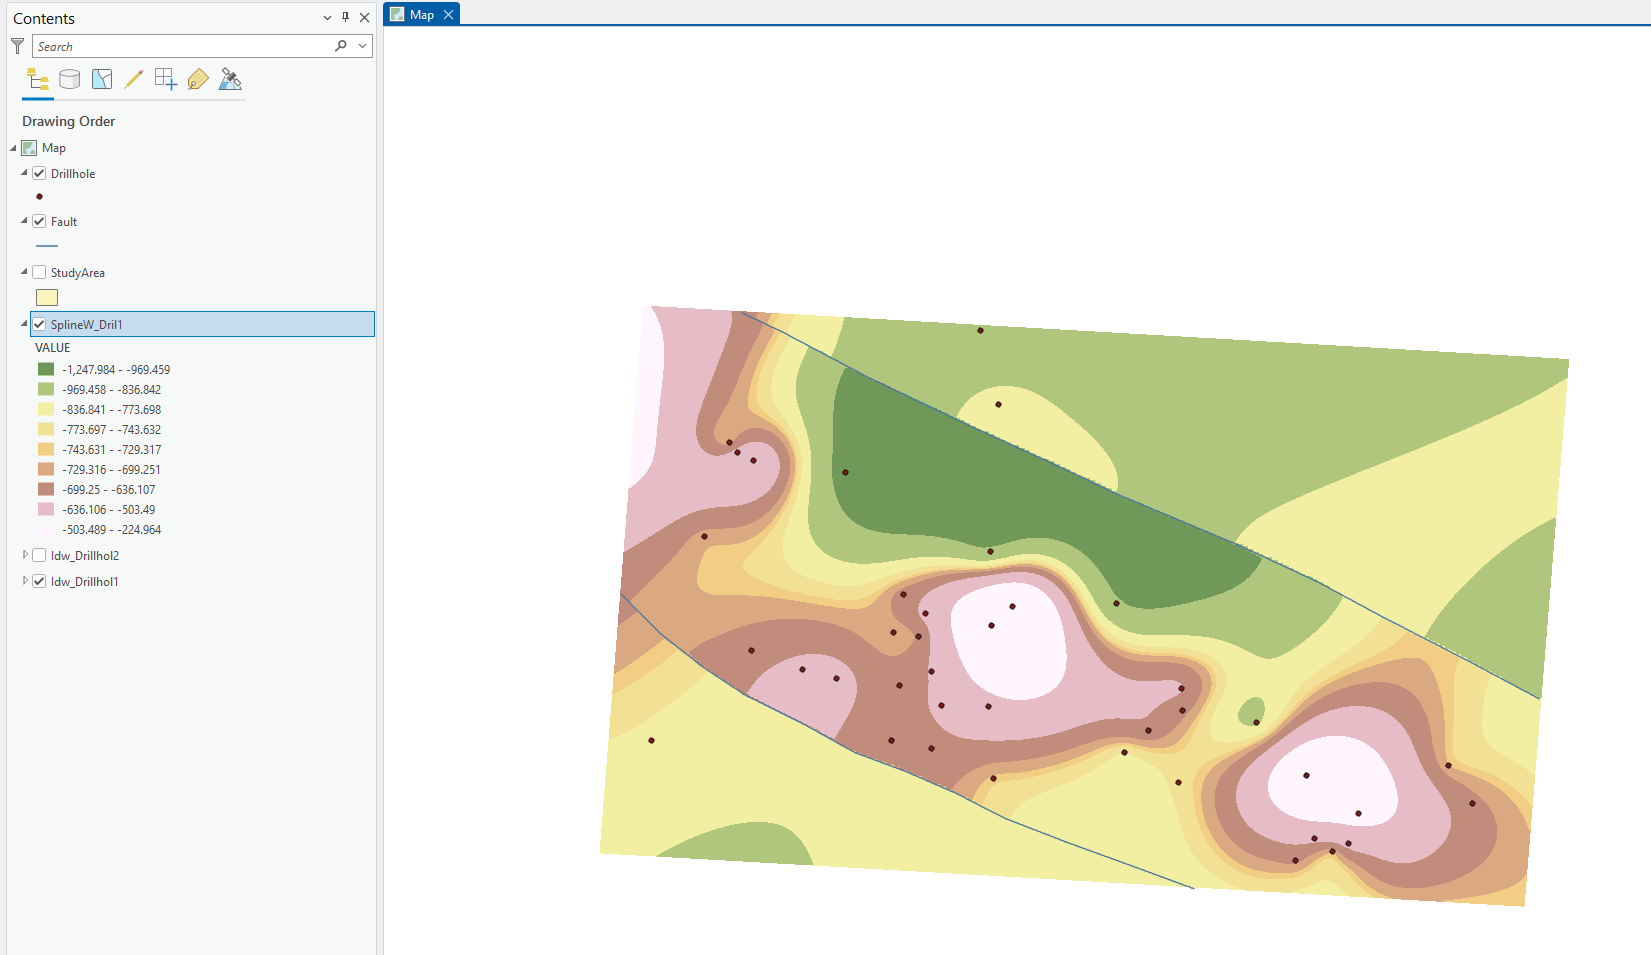 Contents
Map
Search
Drawing Order
Map
Drillhole
Fault
StudyArea
SplineW_Dril1
VALUE
-1,247.984 - -969.459
-969.458 - -836.842
-836.841 - -773.698
-773.697 - -743.632
-743.631 - -729.317
-729.316 - -699.251
-699.25 - -636.107
-636.106 - -503.49
-503.489 - -224.964
Idw_Drillhol2
Idw_Drillhol1